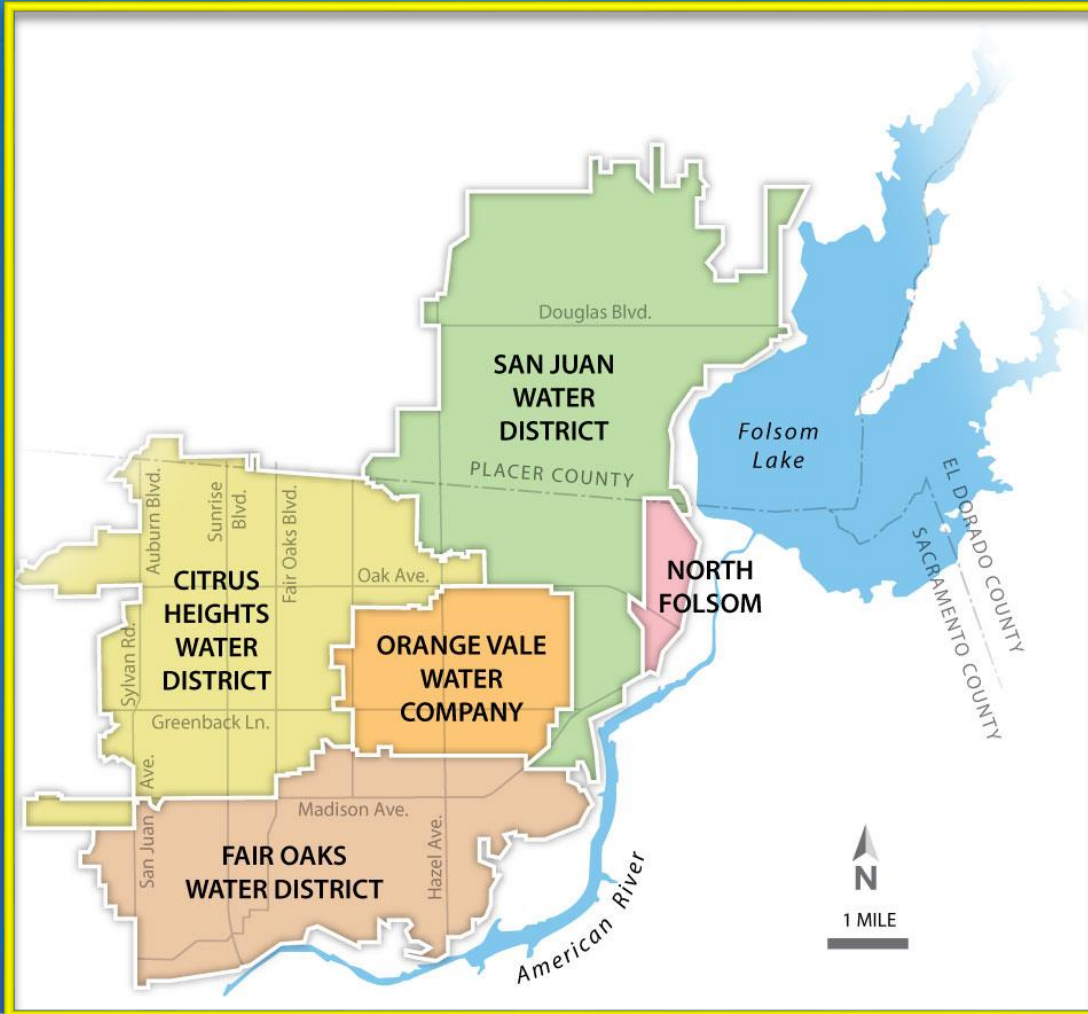 Douglas Blvd.
SAN JUAN
WATER
DISTRICT
Folsom
Lake
PLACER COUNTY
EL DORADO COUNTY
SACRAMENTO COUNTY
Auburn Blvd.
Sunrise
Blvd.
Fair Oaks Blvd.
Oak Ave.
NORTH
FOLSOM
CITRUS
HEIGHTS
WATER
DISTRICT
ORANGE VALE
WATER
COMPANY
Sylvan Rd.
Greenback Ln.
San Juan Ave.
Madison Ave.
Hazel Ave.
FAIR OAKS
WATER DISTRICT
American River
N
1 MILE